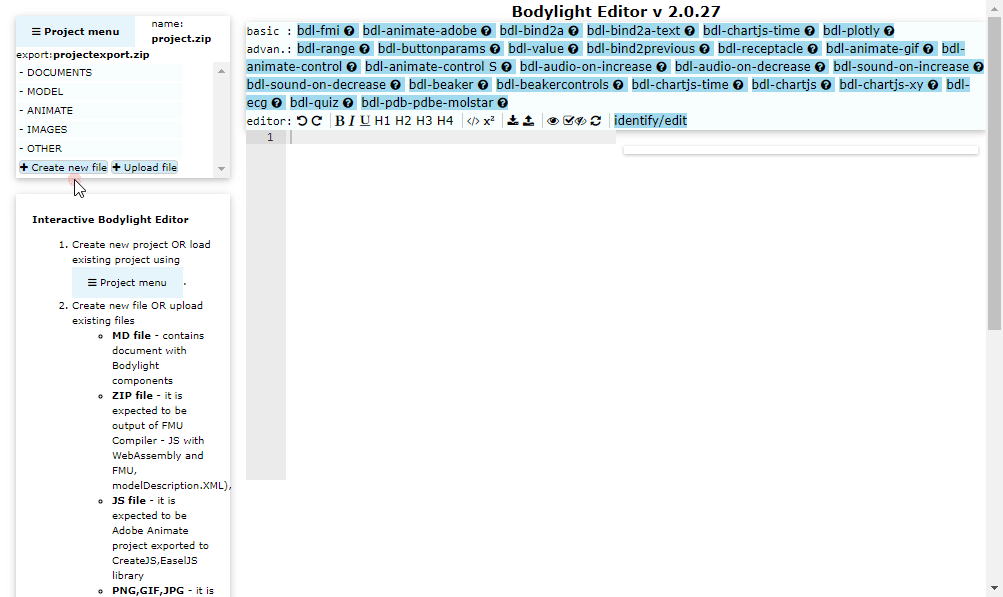 Bodylight Editor v 2.0.27
Project menu
name:
project.zip
export:projectexport.zip
- DOCUMENTS
- MODEL
- ANIMATE
- IMAGES
- OTHER
Create new file Upload file
basic : bdl-fmi bdl-animate-adobe bdl-bind2a bdl-bind2a-text bdl-chartjs-time bdl-plotly
advan.: bdl-range bdl-buttonparams bdl-value bdl-bind2previous bdl-receptacle bdl-animate-gif bdl-
animate-control bdl-animate-control S bdl-audio-on-increase bdl-audio-on-decrease bdl-sound-on-increase
bdl-sound-on-decrease bdl-beaker bdl-beakercontrols bdl-chartjs-time bdl-chartjs bdl-chartjs-xy bdl-
ecg bdl-quiz bdl-pdb-pdbe-molstar
editor: B I U H1 H2 H3 H4 </> x² identify/edit
1
Interactive Bodylight Editor
1. Create new project OR load
existing project using
Project menu .
2. Create new file OR upload
existing files
MD file - contains
document with
Bodylight
components
ZIP file - it is
expected to be
output of FMU
Compiler - JS with
WebAssembly and
FMU,
modelDescription.XML),
JS file - it is
expected to be
Adobe Animate
project exported to
CreateJS,EaselJS
library
PNG,GIF,JPG - it is